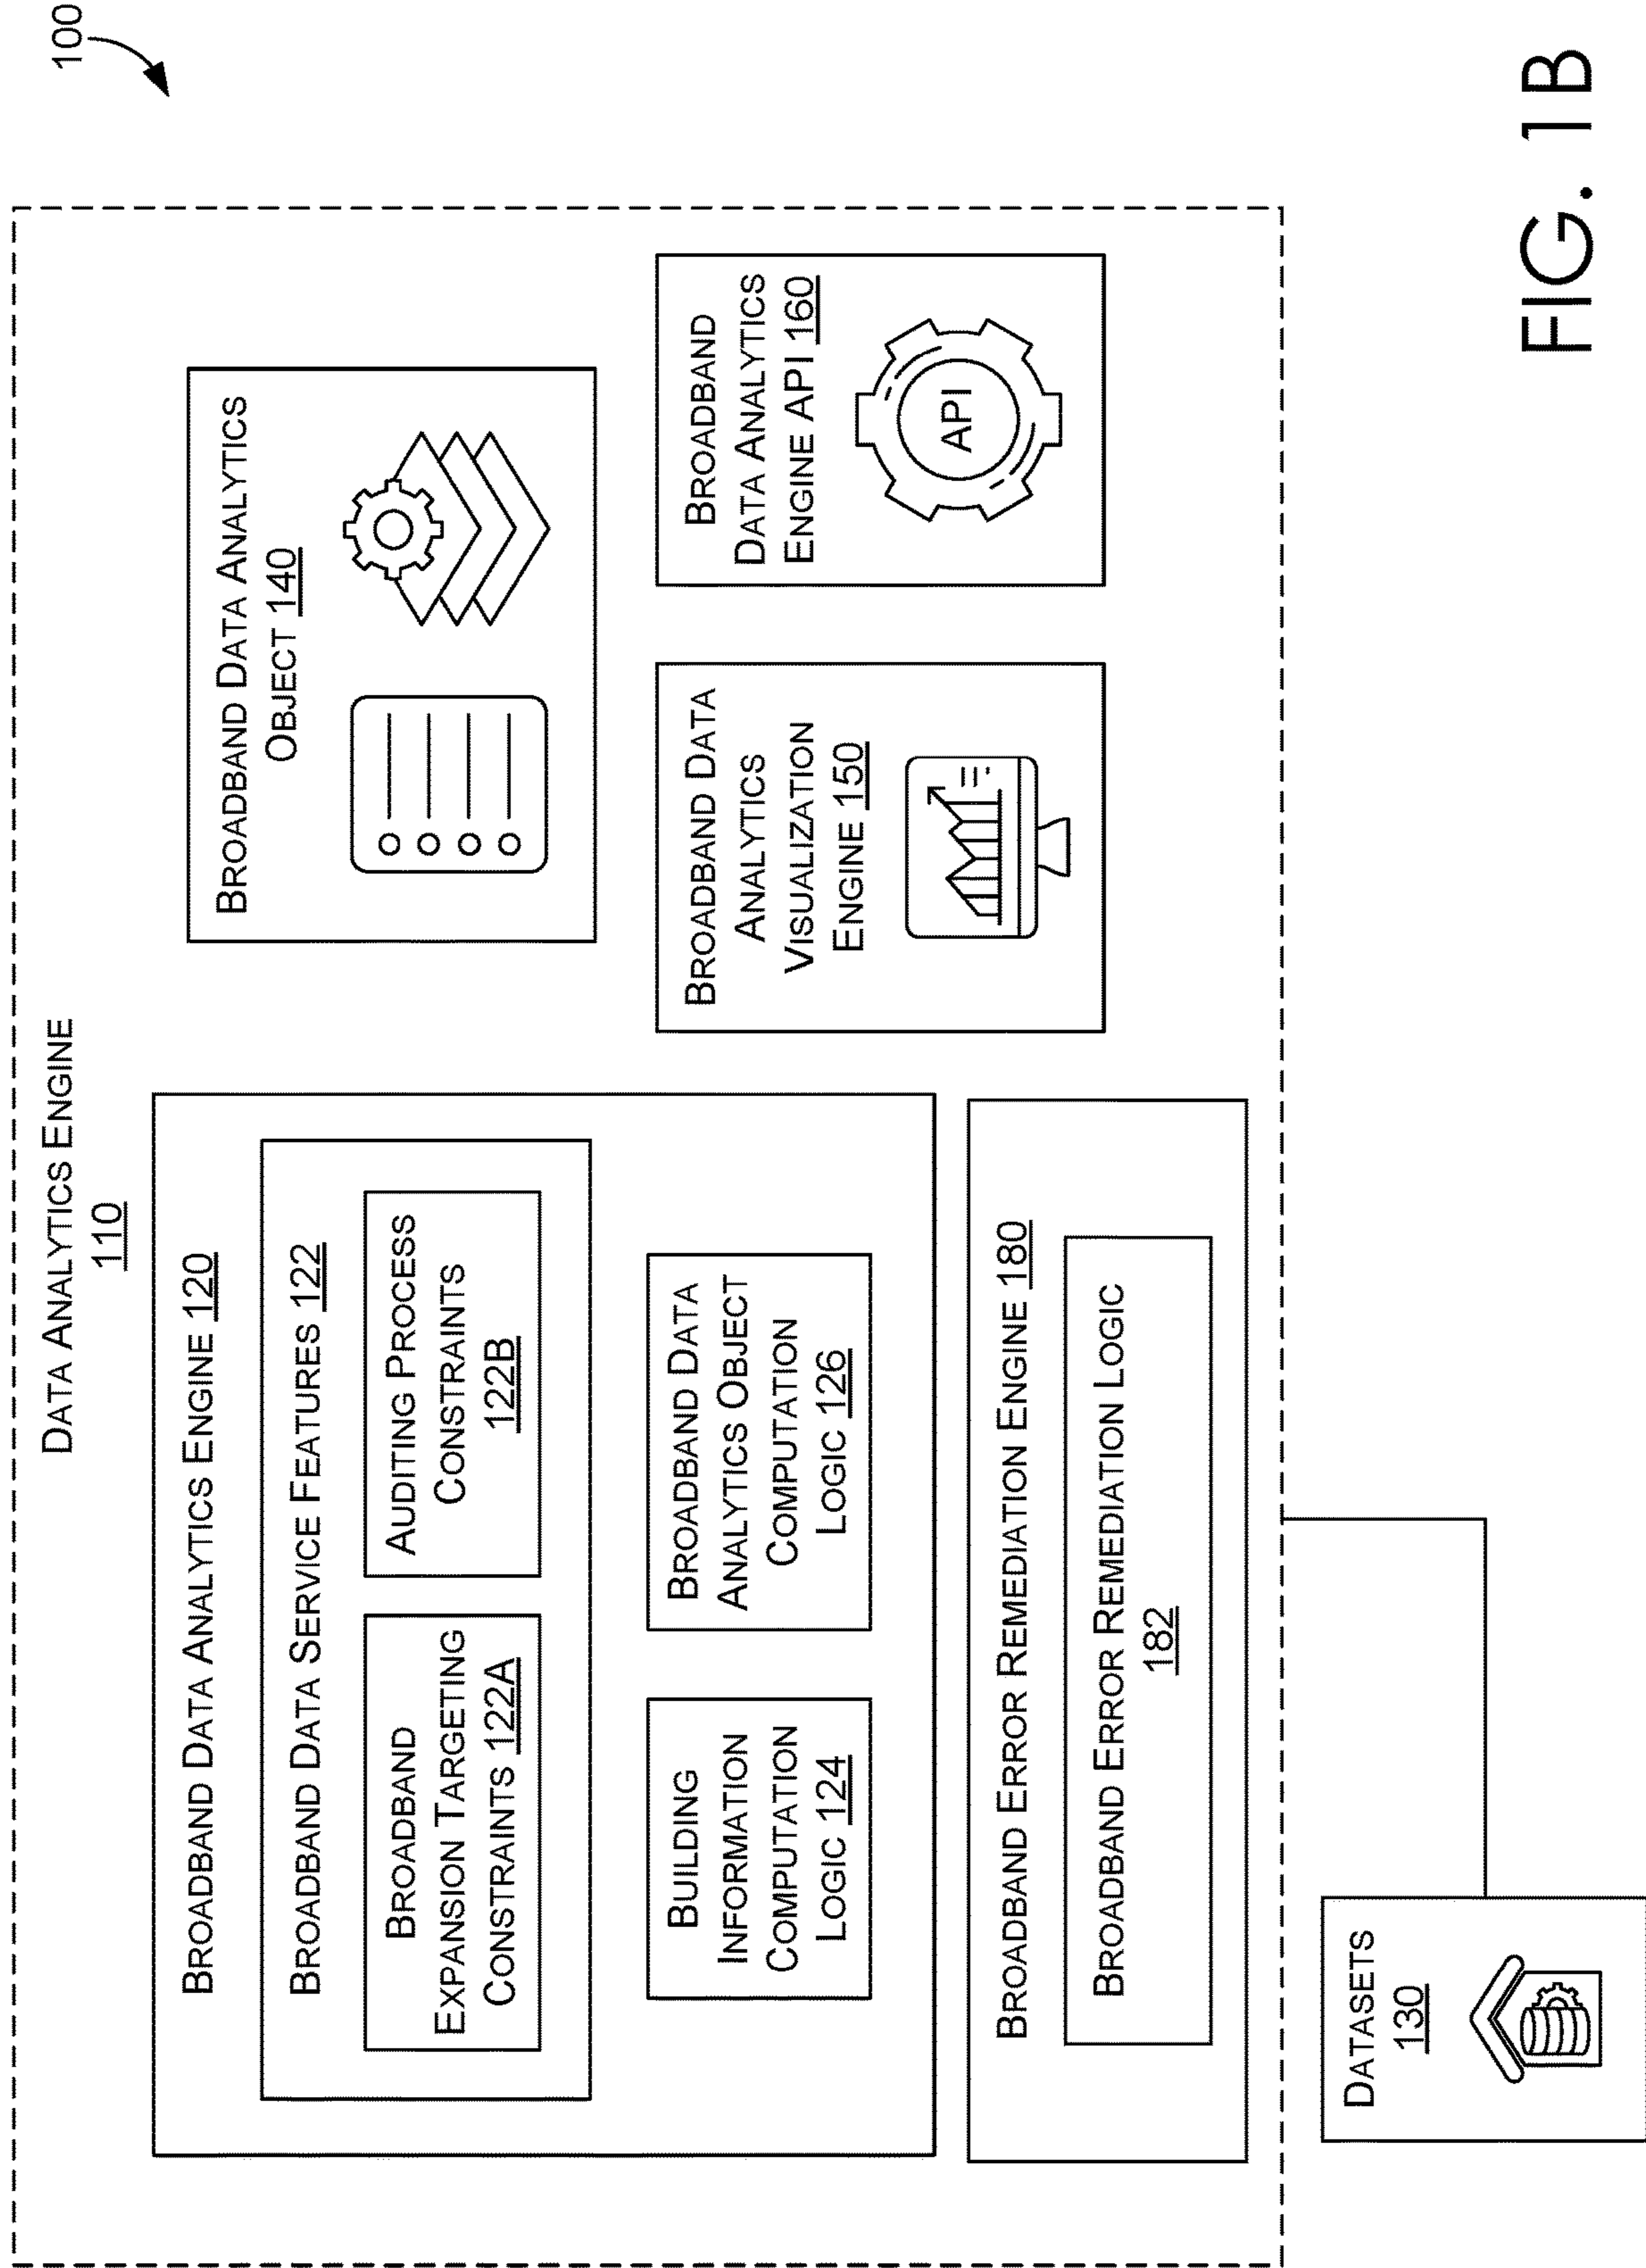 100
DATA ANALYTICS ENGINE
110
BROADBAND DATA ANALYTICS ENGINE 120
BROADBAND DATA SERVICE FEATURES 122
BROADBAND
EXPANSION TARGETING
CONSTRAINTS 122A
AUDITING PROCESS
CONSTRAINTS
122B
BUILDING
INFORMATION
COMPUTATION
LOGIC 124
BROADBAND DATA
ANALYTICS OBJECT
COMPUTATION
LOGIC 126
BROADBAND ERROR REMEDIATION ENGINE 180
BROADBAND ERROR REMEDIATION LOGIC
182
BROADBAND DATA ANALYTICS
OBJECT 140
BROADBAND DATA
ANALYTICS
VISUALIZATION
ENGINE 150
BROADBAND
DATA ANALYTICS
ENGINE API 160
API
DATASETS
130
FIG. 1B